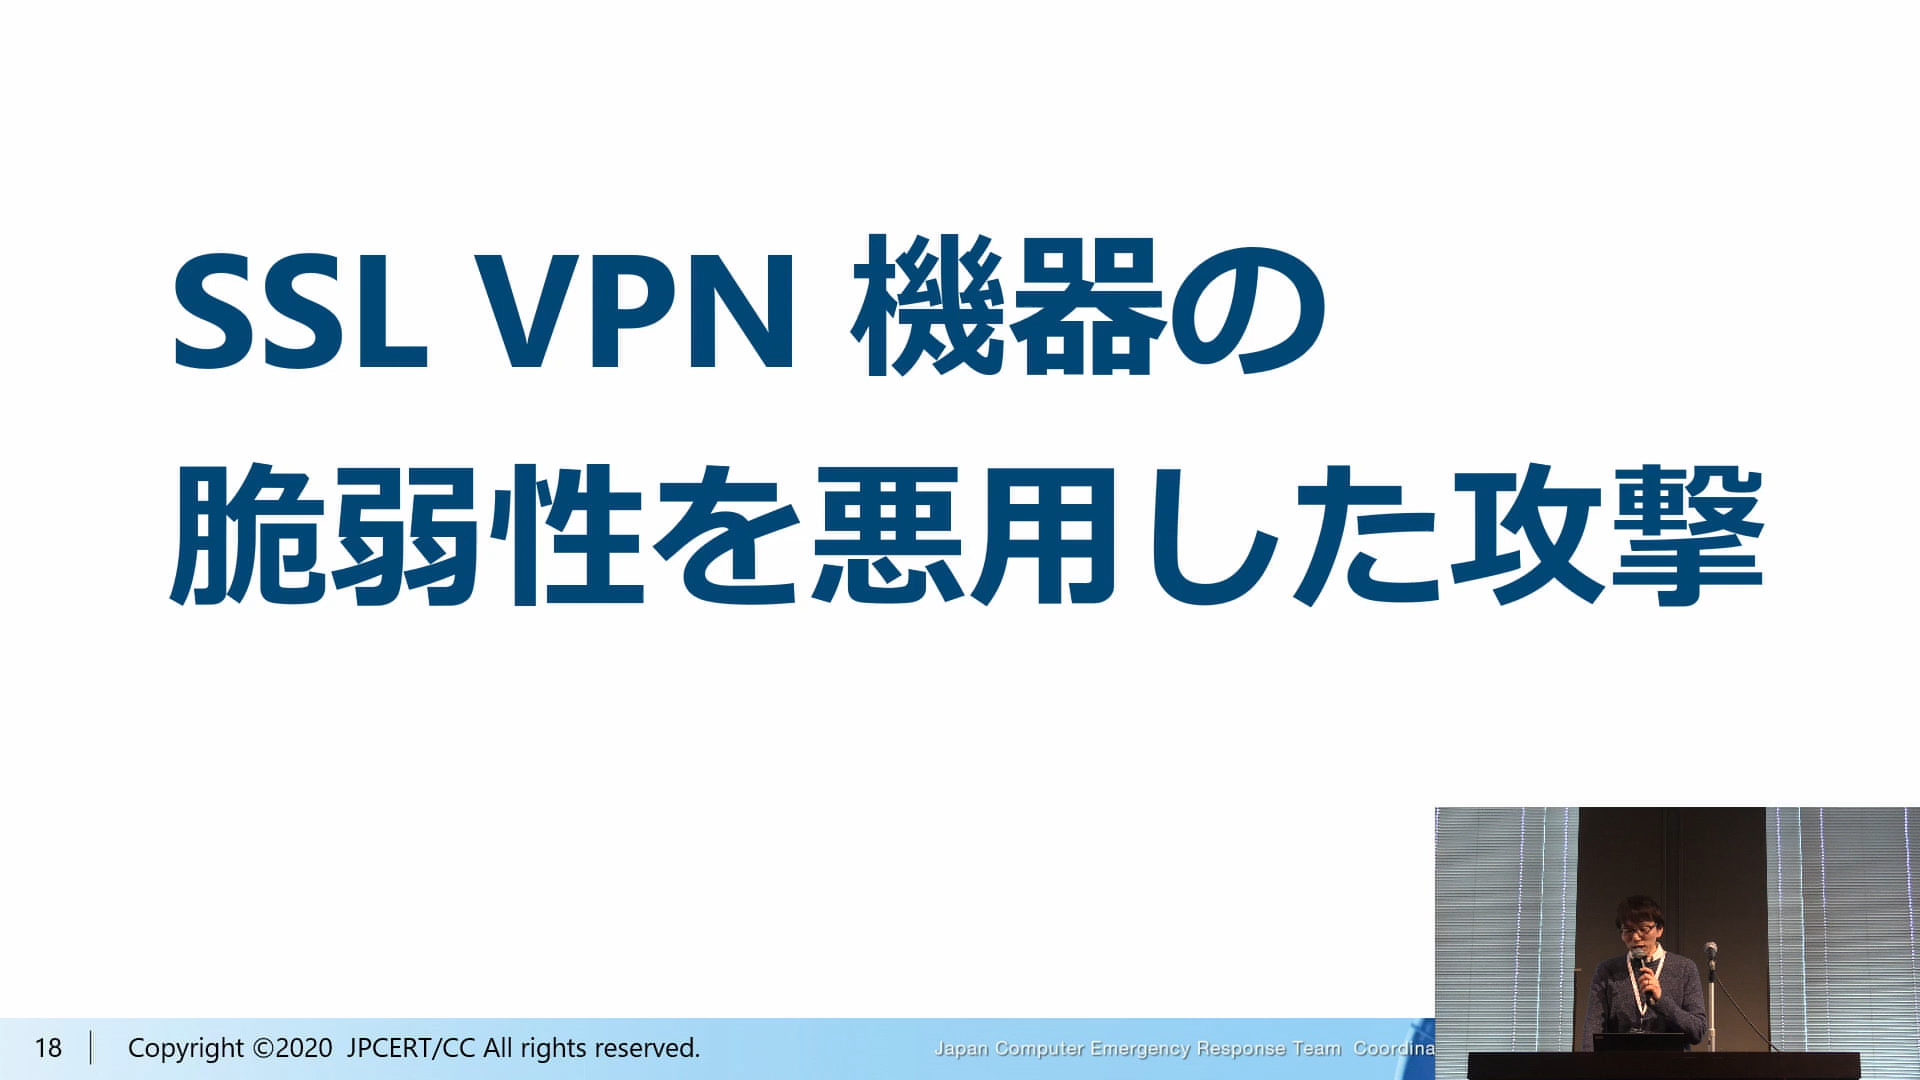 SSL VPN 機器の
脆弱性を悪用した攻撃
18
Copyright ©2020 JPCERT/CC All rights reserved.
Japan Computer Emergency Response Team